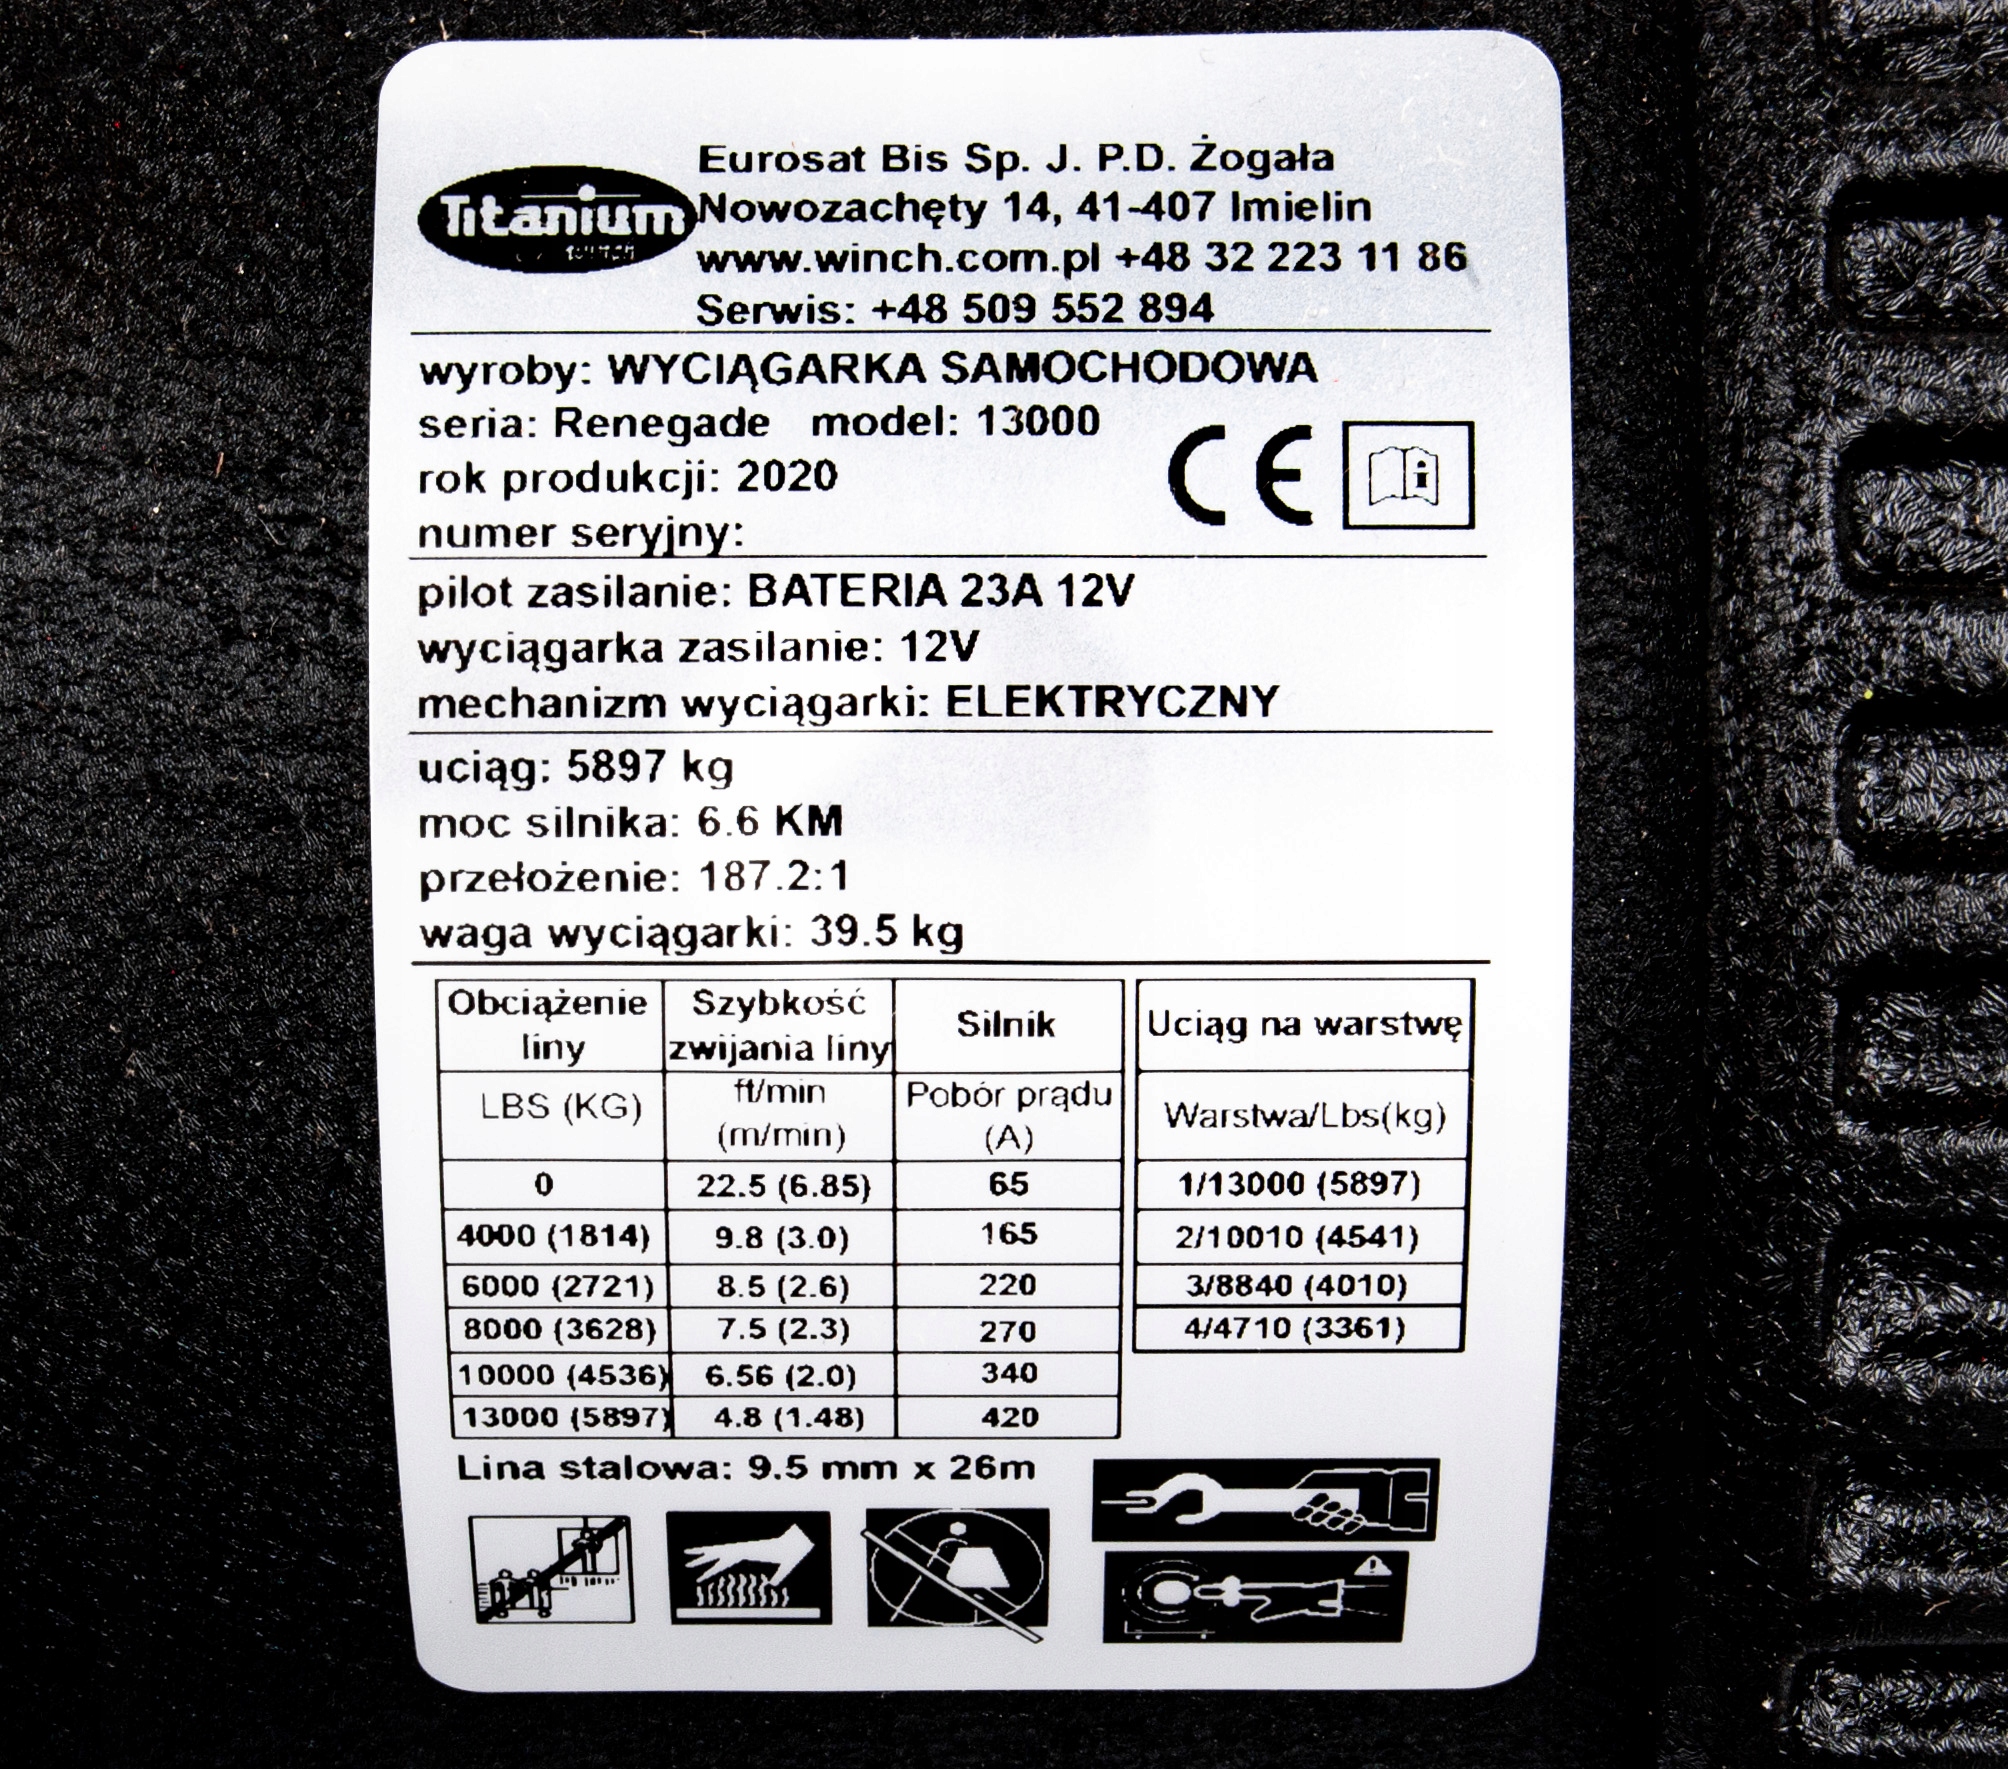 Titanium
Eurosat Bis Sp. J. P.D. Żogała
Nowozachęty 14, 41-407 Imielin
www.winch.com.pl +48 32 223 11 86
Serwis: +48 509 552 894
wyroby: WYCIĄGARKA SAMOCHODOWA
seria: Renegade model: 13000
rok produkcji: 2020
numer seryjny:
CE
i
pilot zasilanie: BATERIA 23A 12V
wyciągarka zasilanie: 12V
mechanizm wyciągarki: ELEKTRYCZNY
uciąg: 5897 kg
moc silnika: 6.6 KM
przełożenie: 187.2:1
waga wyciągarki: 39.5 kg
Obciążenie liny Szybkość zwijania liny Silnik Uciąg na warstwę
LBS (KG) ft/min (m/min) Pobór prądu (A) Warstwa/Lbs(kg)
0 22.5 (6.85) 65 1/13000 (5897)
4000 (1814) 9.8 (3.0) 165 2/10010 (4541)
6000 (2721) 8.5 (2.6) 220 3/8840 (4010)
8000 (3628) 7.5 (2.3) 270 4/4710 (3361)
10000 (4536) 6.56 (2.0) 340
13000 (5897) 4.8 (1.48) 420
Lina stalowa: 9.5 mm x 26m